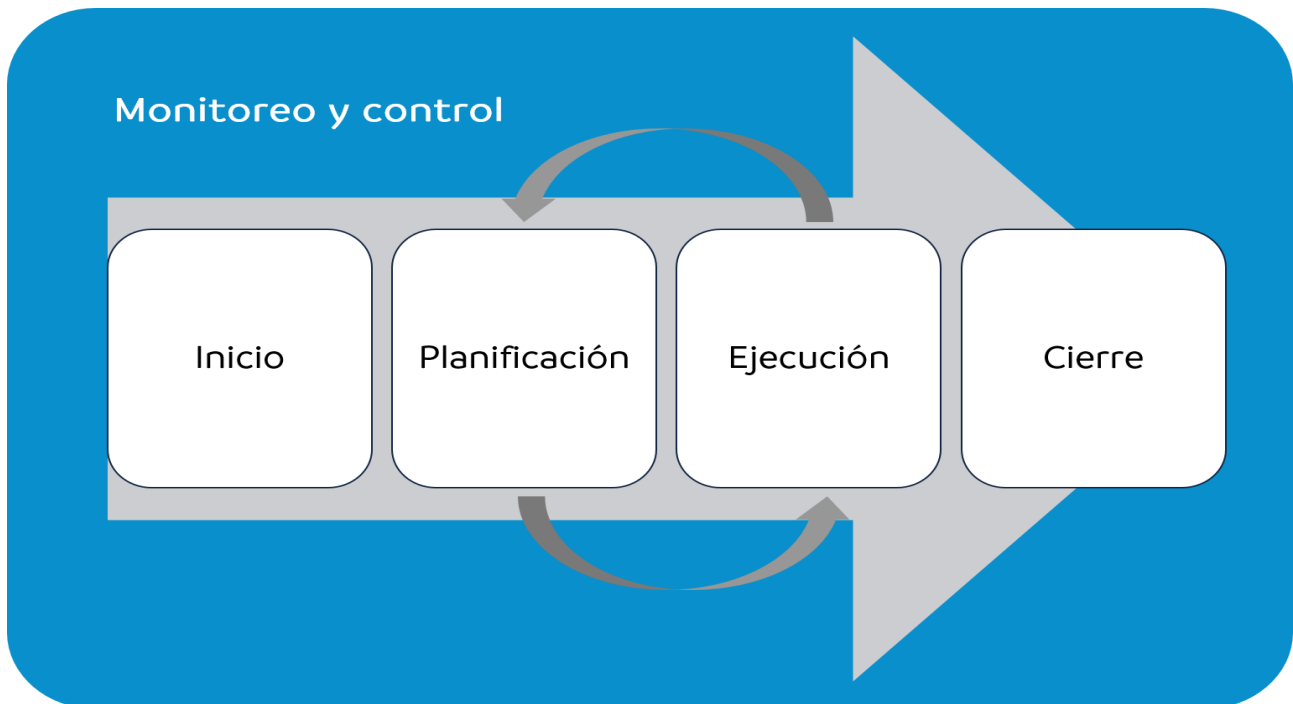 Monitoreo y control
Inicio
Planificación
Ejecución
Cierre